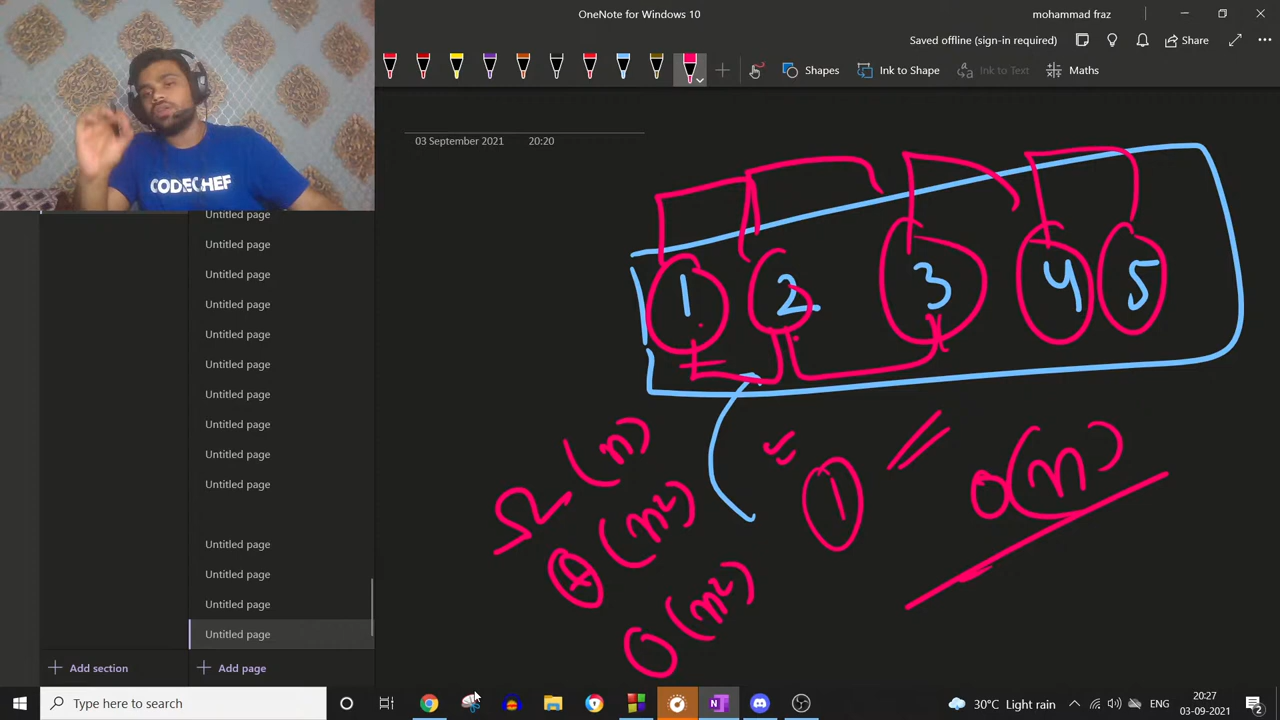 OneNote for Windows 10
mohammad fraz
Saved offline (sign-in required)
Share
Shapes
Ink to Shape
Ink to Text
Maths
CODECHEF
03 September 2021 20:20
Untitled page
Untitled page
Untitled page
Untitled page
Untitled page
Untitled page
Untitled page
Untitled page
Untitled page
Untitled page
Untitled page
Untitled page
Untitled page
Untitled page
1 2 3 4 5
Ω (n)
Θ (n²)
O (n²)
1
O(n)
Add section
Add page
Type here to search
30°C Light rain
ENG
20:27
03-09-2021
2